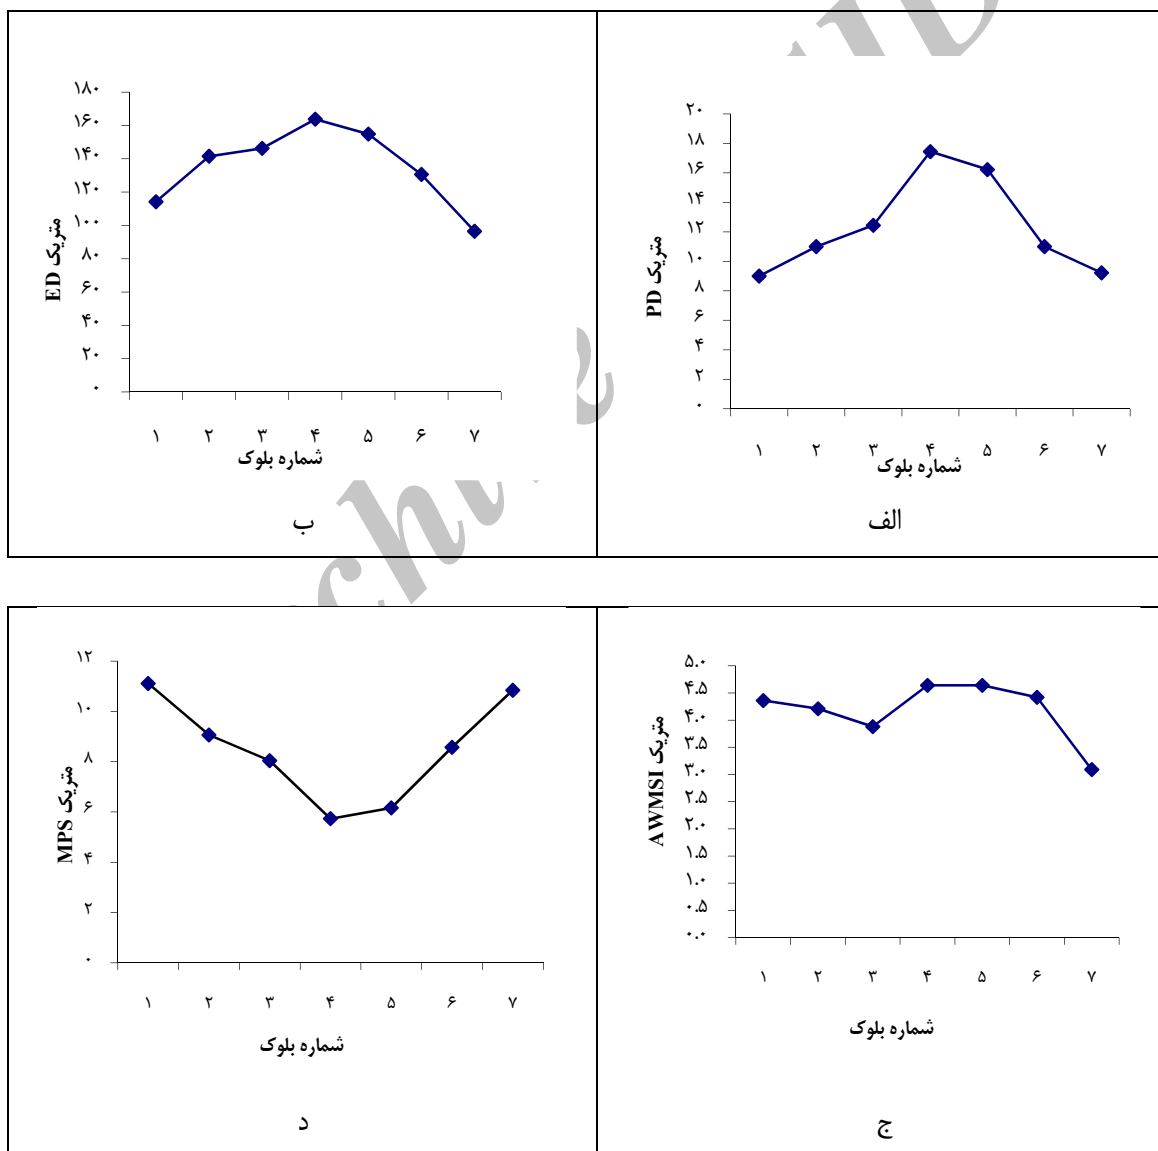 ۲۰
۱۸
۱۶
۱۴
۱۲
۱۰
۸
۶
۴
۲
۰
متریک PD
۱ ۲ ۳ ۴ ۵ ۶ ۷
شماره بلوک
الف
۱۸۰
۱۶۰
۱۴۰
۱۲۰
۱۰۰
۸۰
۶۰
۴۰
۲۰
۰
متریک ED
۱ ۲ ۳ ۴ ۵ ۶ ۷
شماره بلوک
ب
۵.۰
۴.۵
۴.۰
۳.۵
۳.۰
۲.۵
۲.۰
۱.۵
۱.۰
۰.۵
۰.۰
متریک AWMSI
۱ ۲ ۳ ۴ ۵ ۶ ۷
شماره بلوک
ج
۱۲
۱۰
۸
۶
۴
۲
۰
متریک MPS
۱ ۲ ۳ ۴ ۵ ۶ ۷
شماره بلوک
د